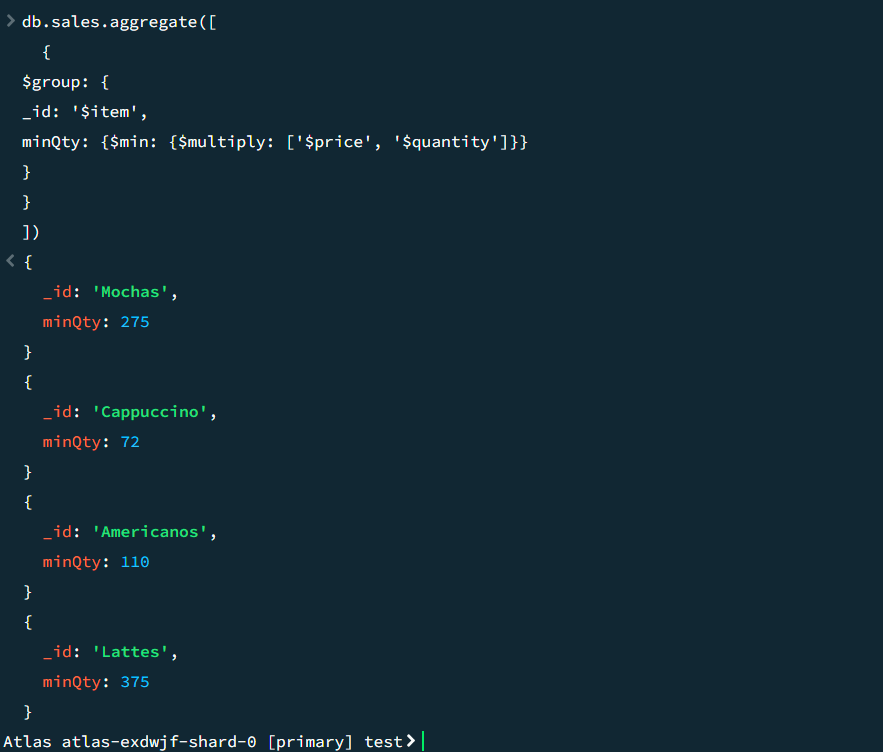 > db.sales.aggregate([
    {
$group: {
_id: '$item',
minQty: {$min: {$multiply: ['$price', '$quantity']}}
}
}
])
< {
    _id: 'Mochas',
    minQty: 275
  }
  {
    _id: 'Cappuccino',
    minQty: 72
  }
  {
    _id: 'Americanos',
    minQty: 110
  }
  {
    _id: 'Lattes',
    minQty: 375
  }
Atlas atlas-exdwjf-shard-0 [primary] test>